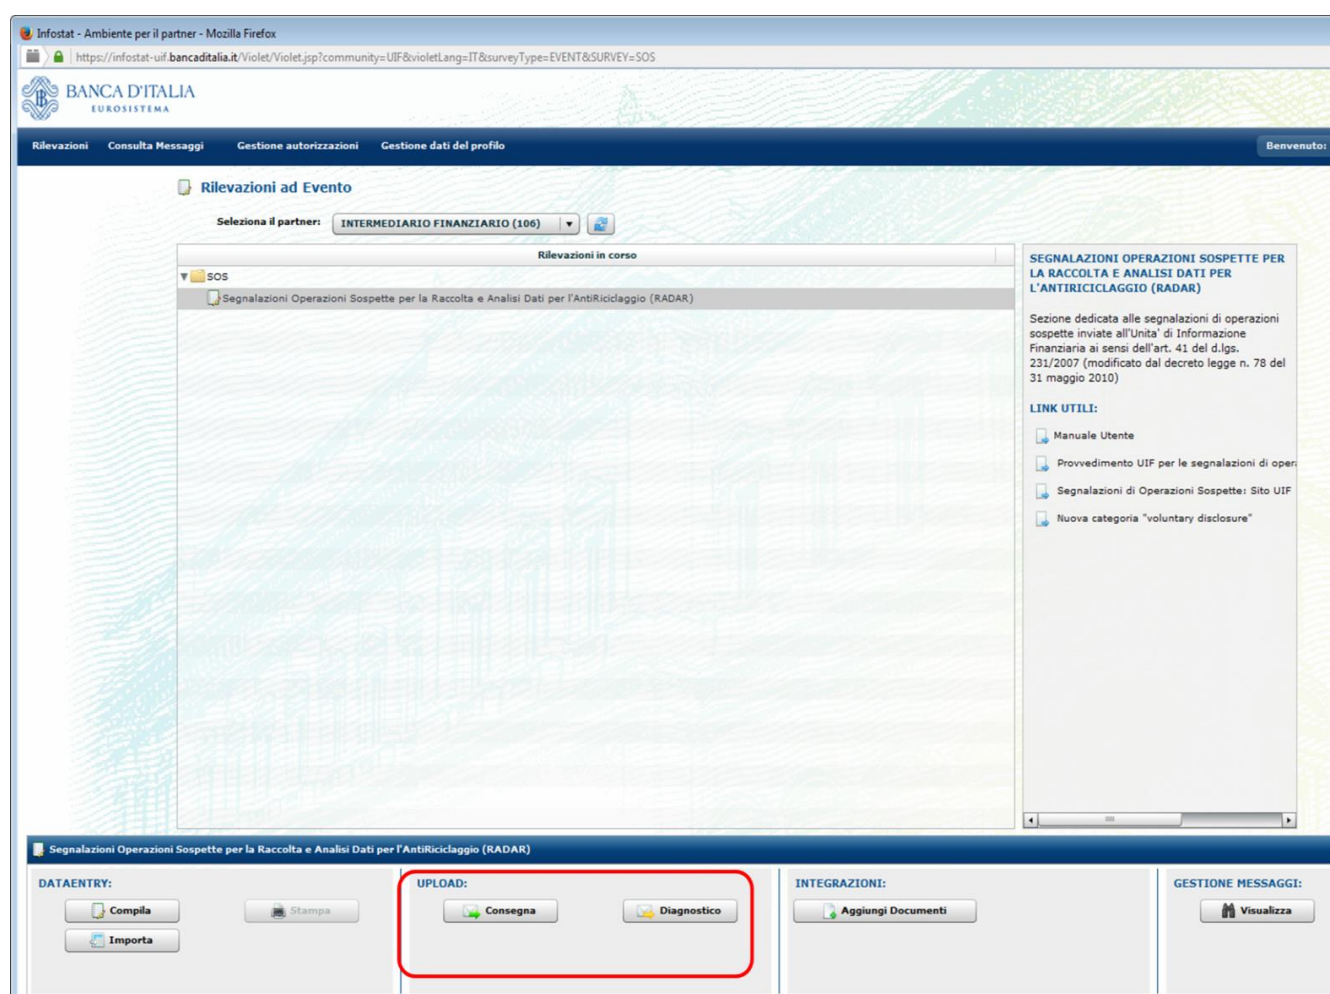 Infostat - Ambiente per il partner - Mozilla Firefox
https://infostat-uif.bancaditalia.it/Violet/Violet.jsp?community=UIF&violetLang=IT&surveyType=EVENT&SURVEY=SOS
BANCA D'ITALIA
EUROSISTEMA
Rilevazioni Consulta Messaggi Gestione autorizzazioni Gestione dati del profilo Benvenuto:
Rilevazioni ad Evento
Seleziona il partner: INTERMEDIARIO FINANZIARIO (106)
Rilevazioni in corso
SOS
Segnalazioni Operazioni Sospette per la Raccolta e Analisi Dati per l'AntiRiciclaggio (RADAR)
SEGNALAZIONI OPERAZIONI SOSPETTE PER
LA RACCOLTA E ANALISI DATI PER
L'ANTIRICICLAGGIO (RADAR)
Sezione dedicata alle segnalazioni di operazioni
sospette inviate all'Unita' di Informazione
Finanziaria ai sensi dell'art. 41 del d.lgs.
231/2007 (modificato dal decreto legge n. 78 del
31 maggio 2010)
LINK UTILI:
Manuale Utente
Provvedimento UIF per le segnalazioni di oper
Segnalazioni di Operazioni Sospette: Sito UIF
Nuova categoria "voluntary disclosure"
Segnalazioni Operazioni Sospette per la Raccolta e Analisi Dati per l'AntiRiciclaggio (RADAR)
DATAENTRY:
Compila Stampa
Importa
UPLOAD:
Consegna Diagnostico
INTEGRAZIONI:
Aggiungi Documenti
GESTIONE MESSAGGI:
Visualizza